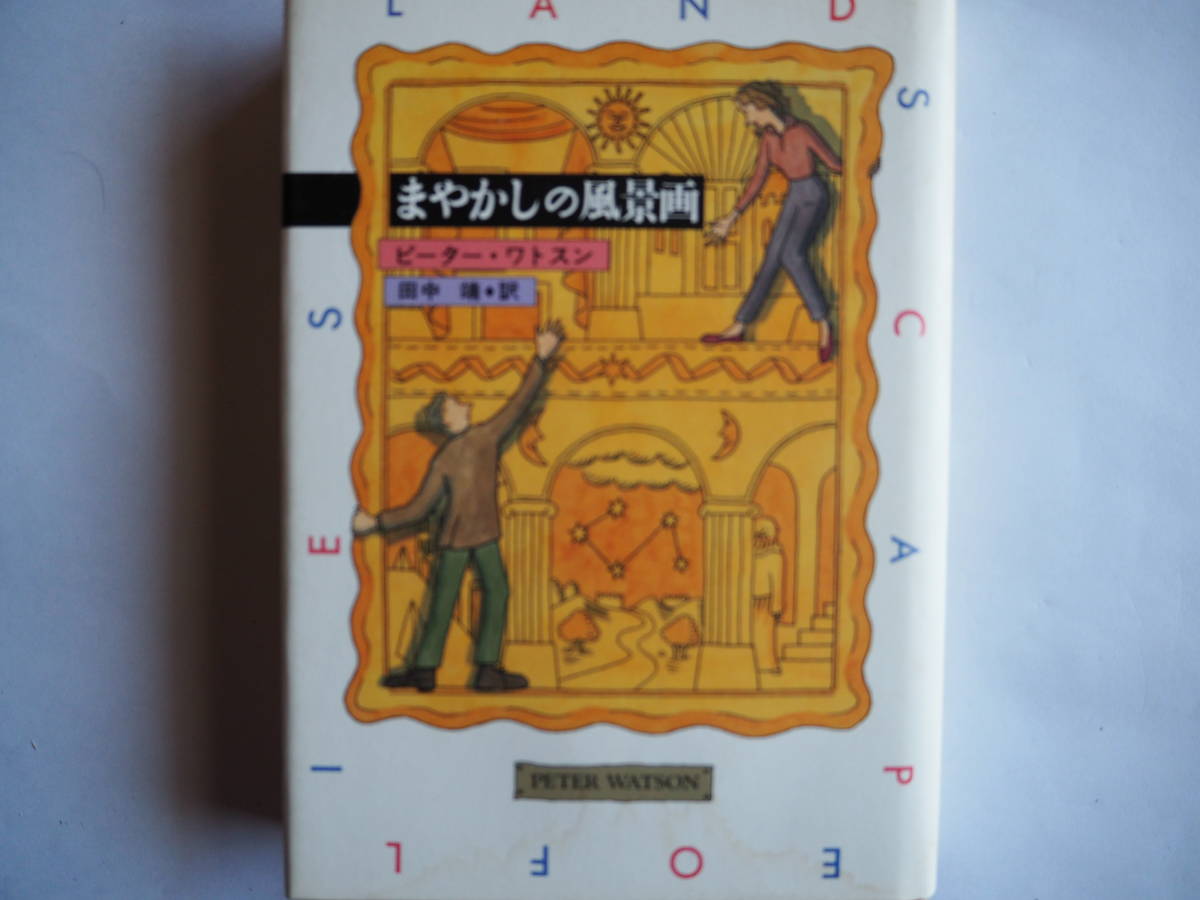 LANDSCAPE OF LIES
まやかしの風景画
ピーター・ワトスン
田中 靖・訳
PETER WATSON